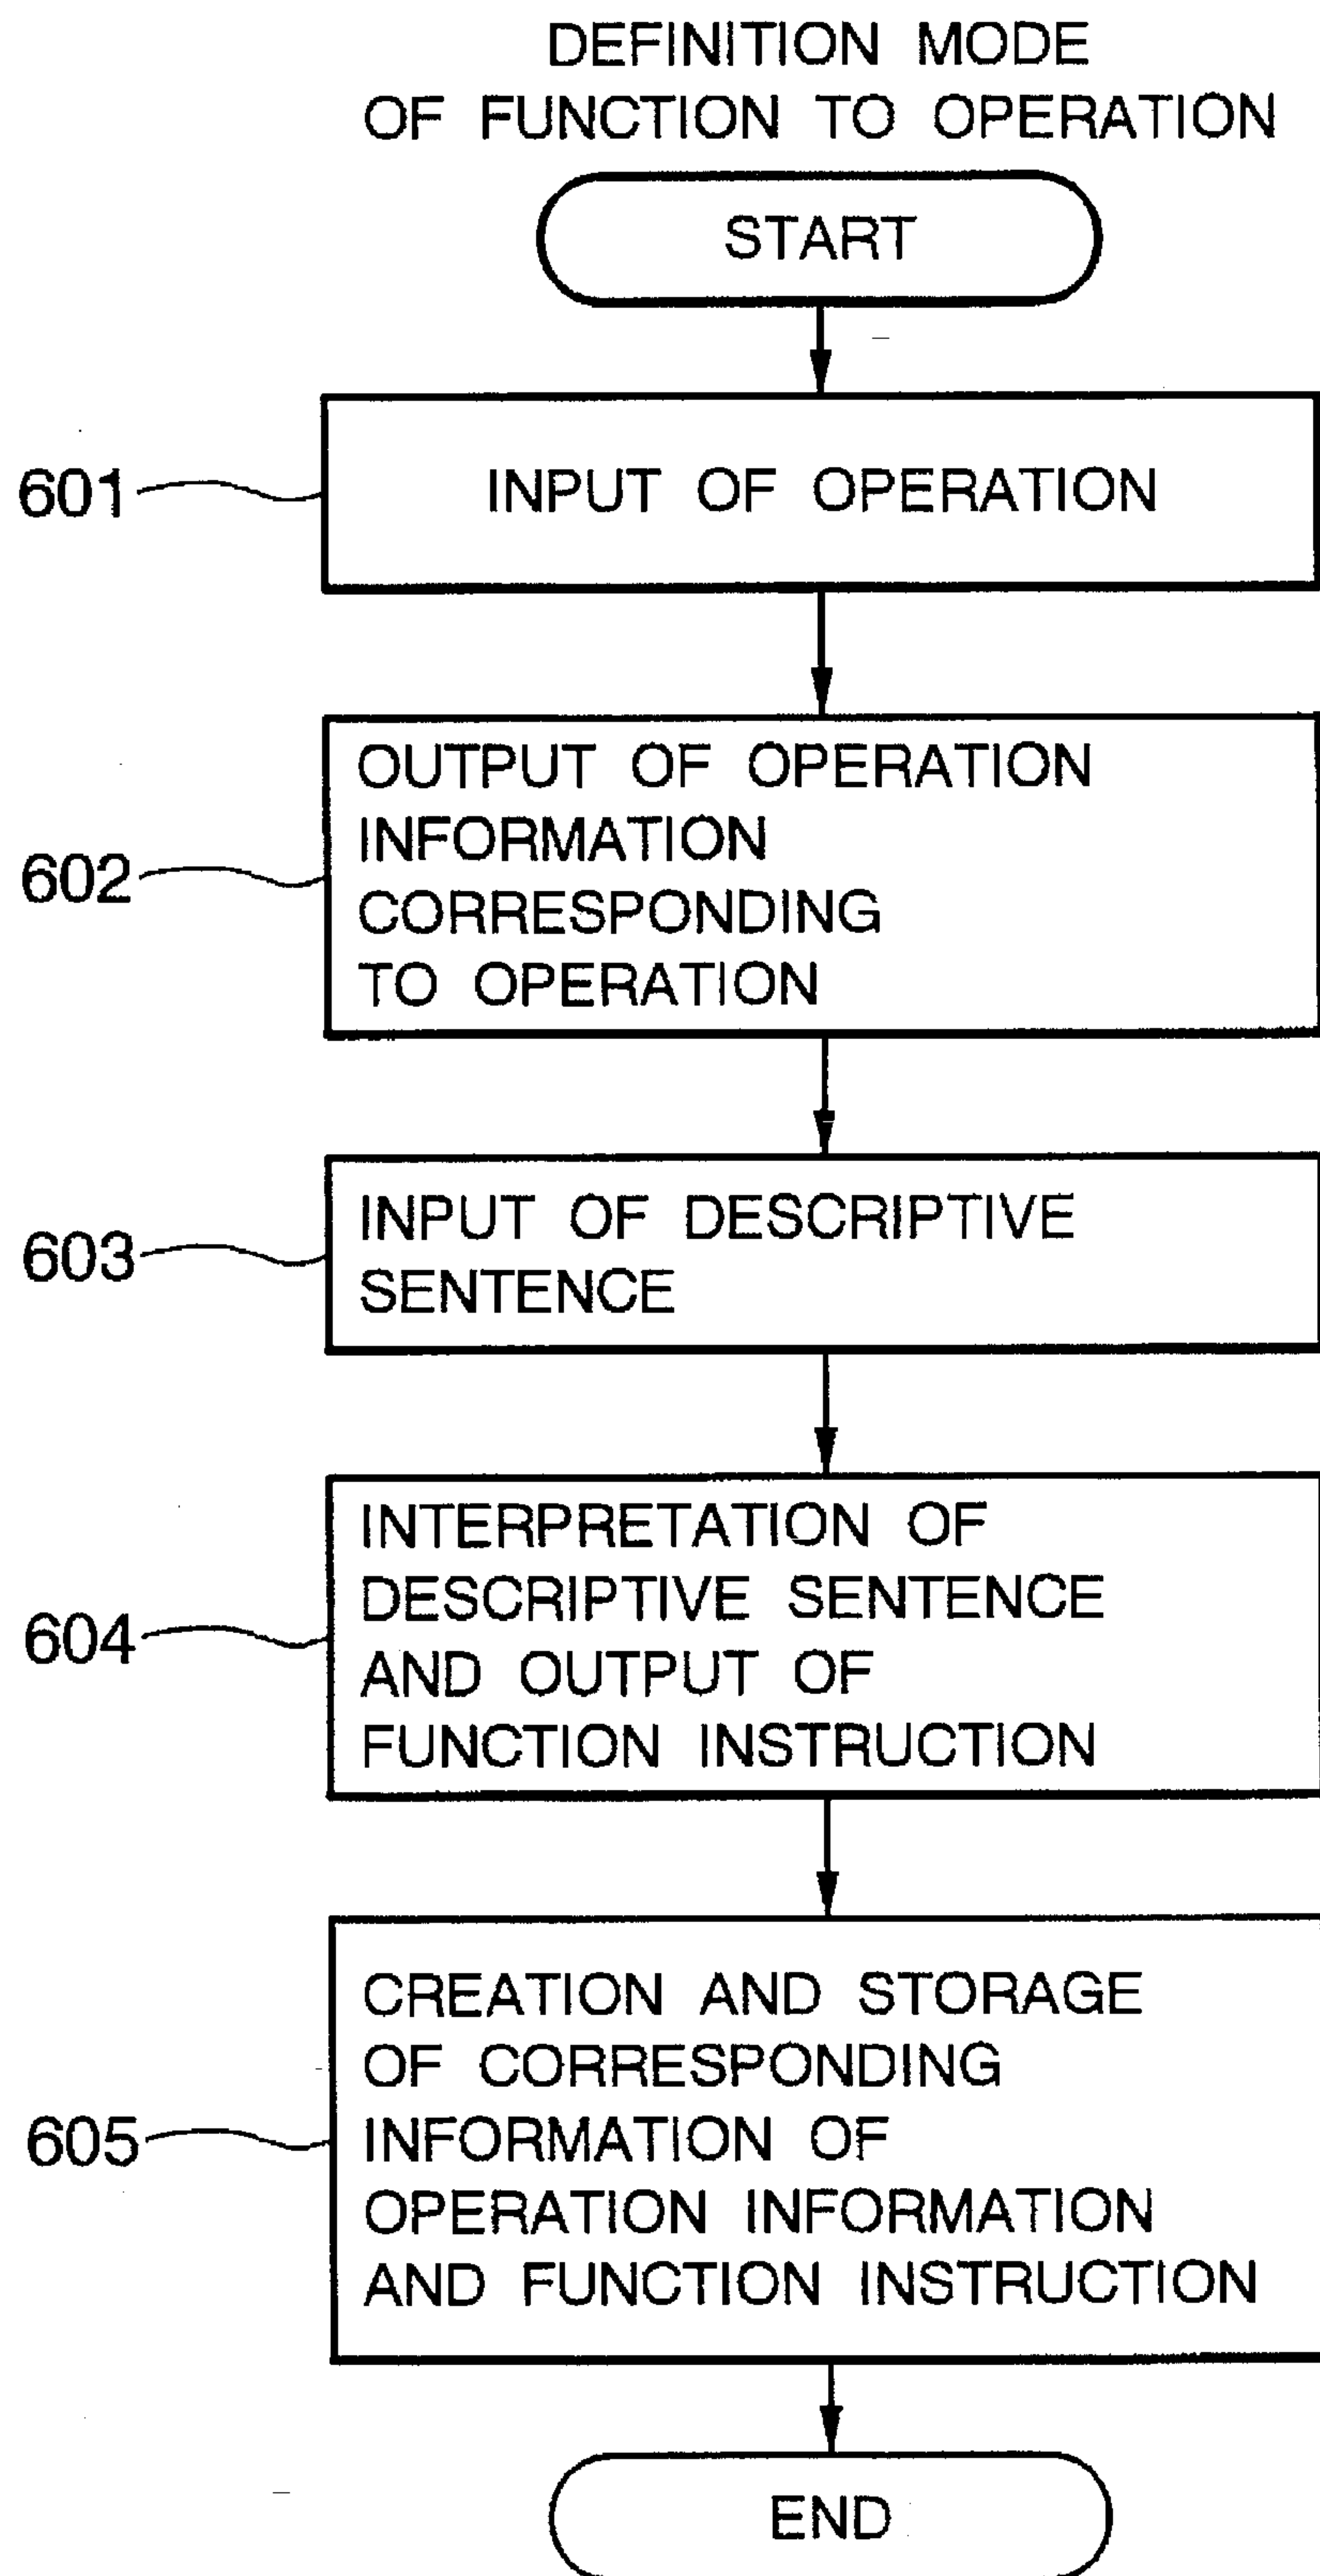 DEFINITION MODE
OF FUNCTION TO OPERATION
START
601
INPUT OF OPERATION
602
OUTPUT OF OPERATION
INFORMATION
CORRESPONDING
TO OPERATION
603
INPUT OF DESCRIPTIVE
SENTENCE
604
INTERPRETATION OF
DESCRIPTIVE SENTENCE
AND OUTPUT OF
FUNCTION INSTRUCTION
605
CREATION AND STORAGE
OF CORRESPONDING
INFORMATION OF
OPERATION INFORMATION
AND FUNCTION INSTRUCTION
END